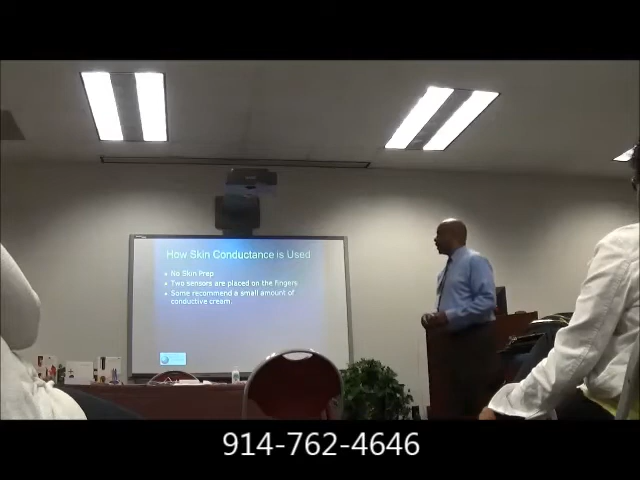 How Skin Conductance is Used
No Skin Prep
Two sensors are placed on the fingers
Some recommend a small amount of
conductive cream.
914-762-4646